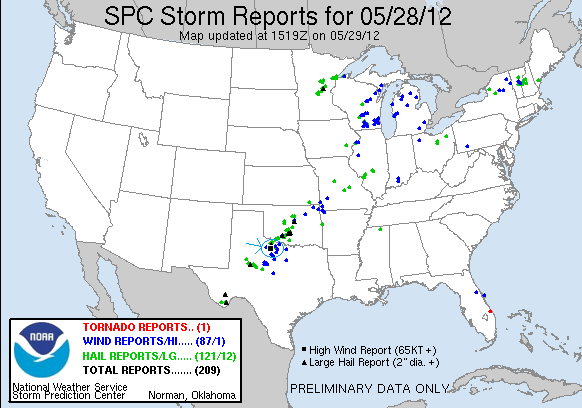 SPC Storm Reports for 05/28/12
Map updated at 1519Z on 05/29/12
NOAA
TORNADO REPORTS.. (1)
WIND REPORTS/HI..... (87/1)
HAIL REPORTS/LG..... (121/12)
TOTAL REPORTS....... (209)
National Weather Service
Storm Prediction Center Norman, Oklahoma
High Wind Report (65KT +)
Large Hail Report (2" dia. +)
PRELIMINARY DATA ONLY